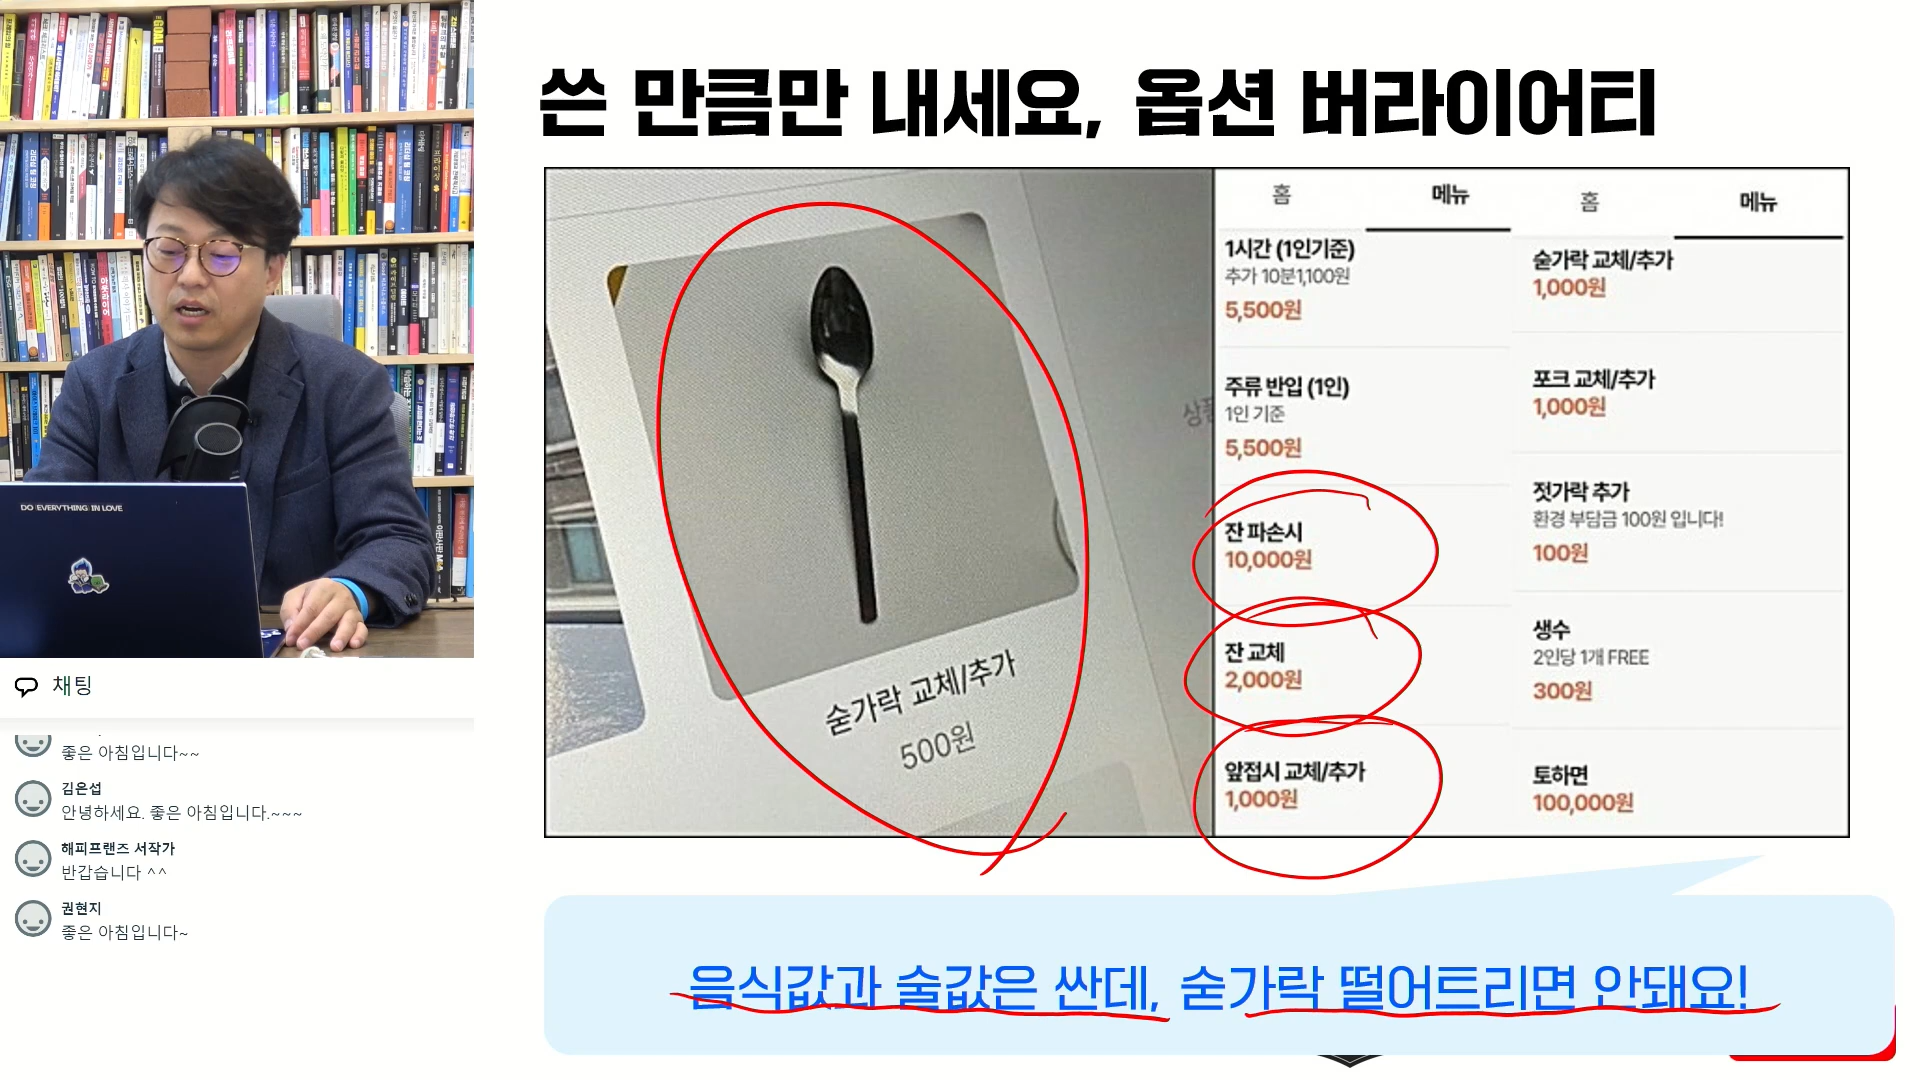 쓴 만큼만 내세요, 옵션 버라이어티
숟가락 교체/추가
500원
홈 메뉴
1시간 (1인기준)
추가 10분1,100원
5,500원
주류 반입 (1인)
1인 기준
5,500원
잔 파손시
10,000원
잔 교체
2,000원
앞접시 교체/추가
1,000원
홈 메뉴
숟가락 교체/추가
1,000원
포크 교체/추가
1,000원
젓가락 추가
환경 부담금 100원 입니다!
100원
생수
2인당 1개 FREE
300원
토하면
100,000원
음식값과 술값은 싼데, 숟가락 떨어트리면 안돼요!
DO EVERYTHING IN LOVE
채팅
좋은 아침입니다~~
김은섭
안녕하세요. 좋은 아침입니다.~~~
해피프랜즈 서작가
반갑습니다 ^^
권현지
좋은 아침입니다~